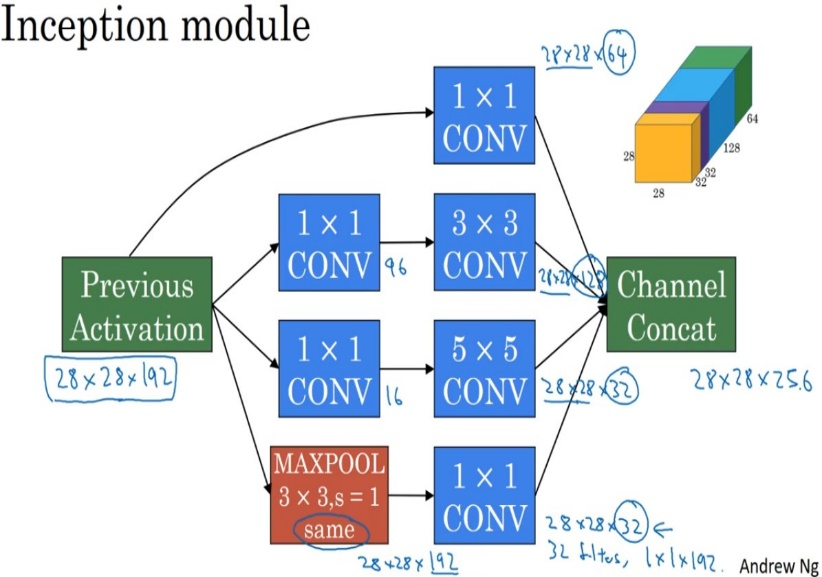 Inception module
28×28×64
1 × 1
CONV
64
128
32
32
28
28
1 × 1
CONV
96
3 × 3
CONV
28×28×128
Previous
Activation
28×28×192
Channel
Concat
28×28×256
1 × 1
CONV
16
5 × 5
CONV
28×28×32
MAXPOOL
3 × 3,s = 1
same
28×28×192
1 × 1
CONV
28×28×32 ←
32 filters, 1×1×192.
Andrew Ng